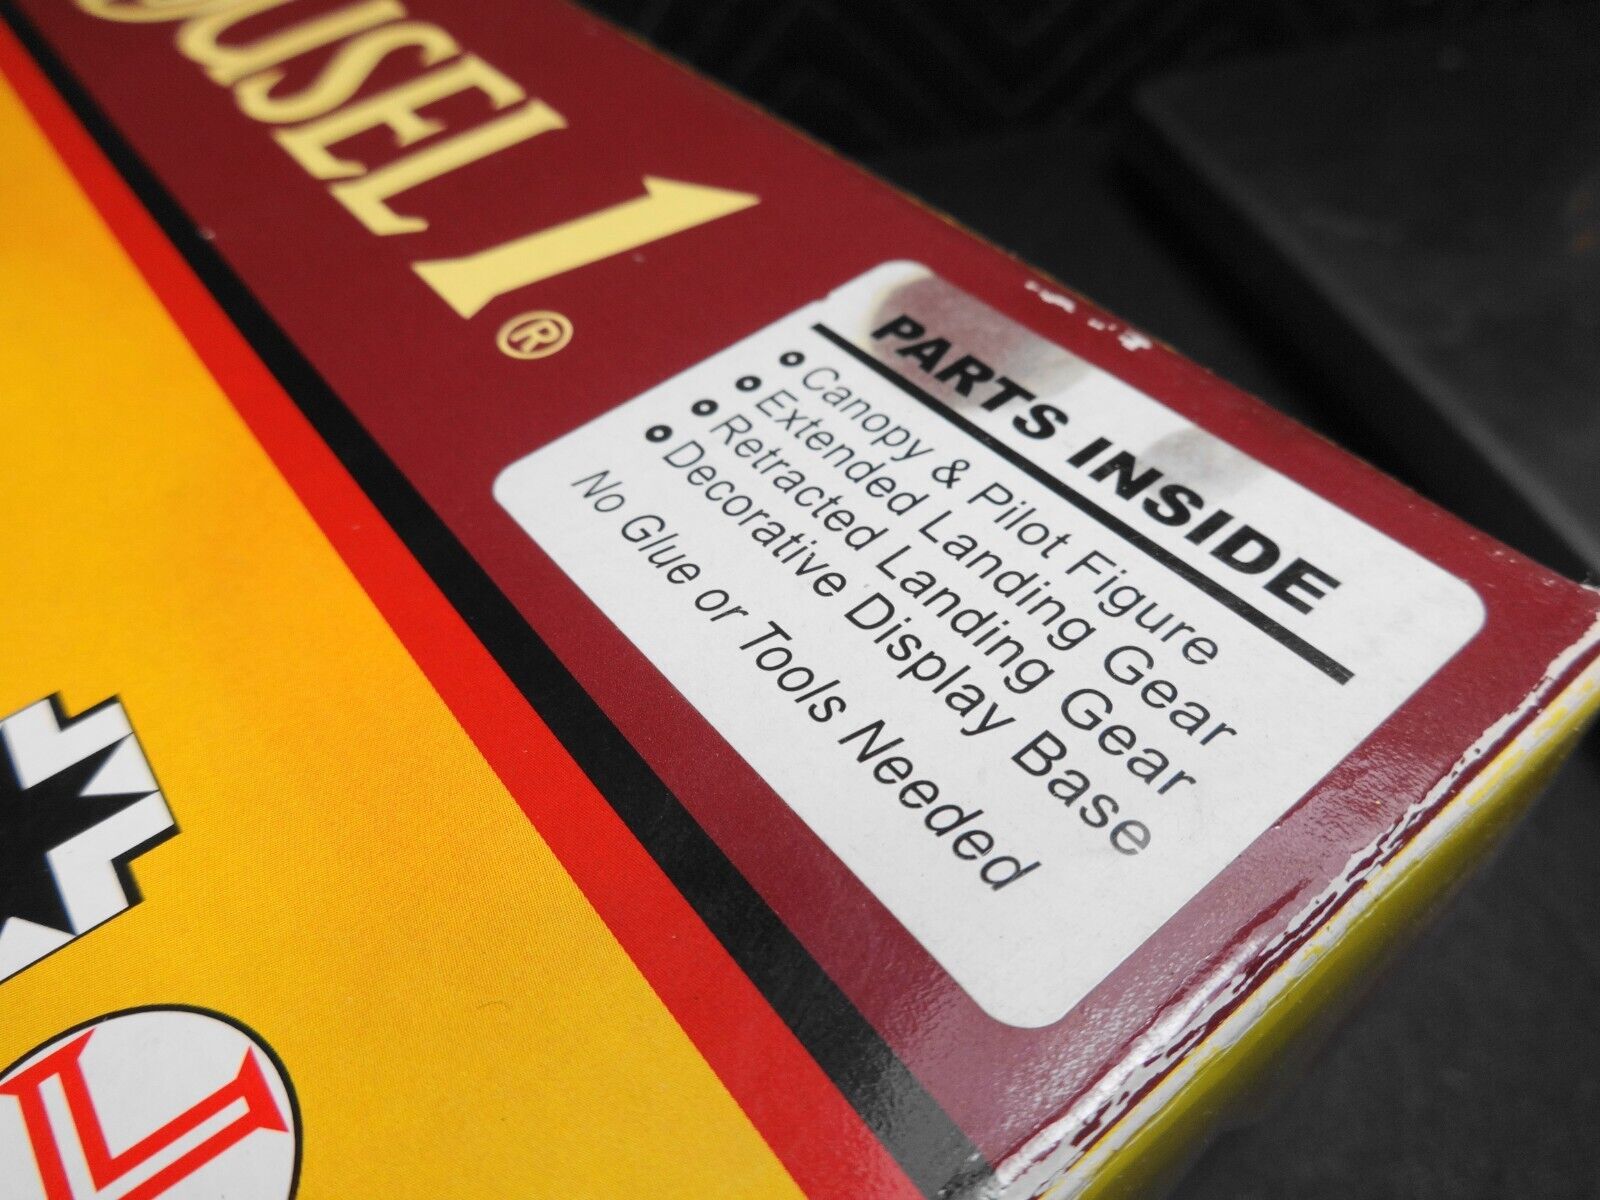 OUSEL 1®
PARTS INSIDE
Canopy & Pilot Figure
Extended Landing Gear
Retracted Landing Gear
Decorative Display Base
No Glue or Tools Needed